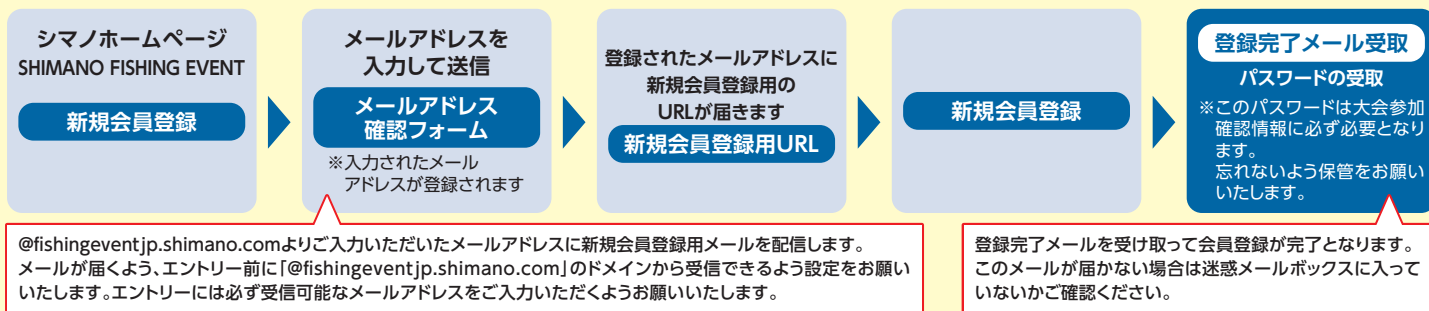 シマノホームページ
SHIMANO FISHING EVENT
新規会員登録
メールアドレスを
入力して送信
メールアドレス
確認フォーム
※入力されたメール
アドレスが登録されます
登録されたメールアドレスに
新規会員登録用の
URLが届きます
新規会員登録用URL
新規会員登録
登録完了メール受取
パスワードの受取
※このパスワードは大会参加
確認情報に必ず必要となり
ます。
忘れないよう保管をお願い
いたします。
@fishingeventjp.shimano.comよりご入力いただいたメールアドレスに新規会員登録用メールを配信します。
メールが届くよう、エントリー前に「@fishingeventjp.shimano.com」のドメインから受信できるよう設定をお願い
いたします。エントリーには必ず受信可能なメールアドレスをご入力いただくようお願いいたします。
登録完了メールを受け取って会員登録が完了となります。
このメールが届かない場合は迷惑メールボックスに入って
いないかご確認ください。